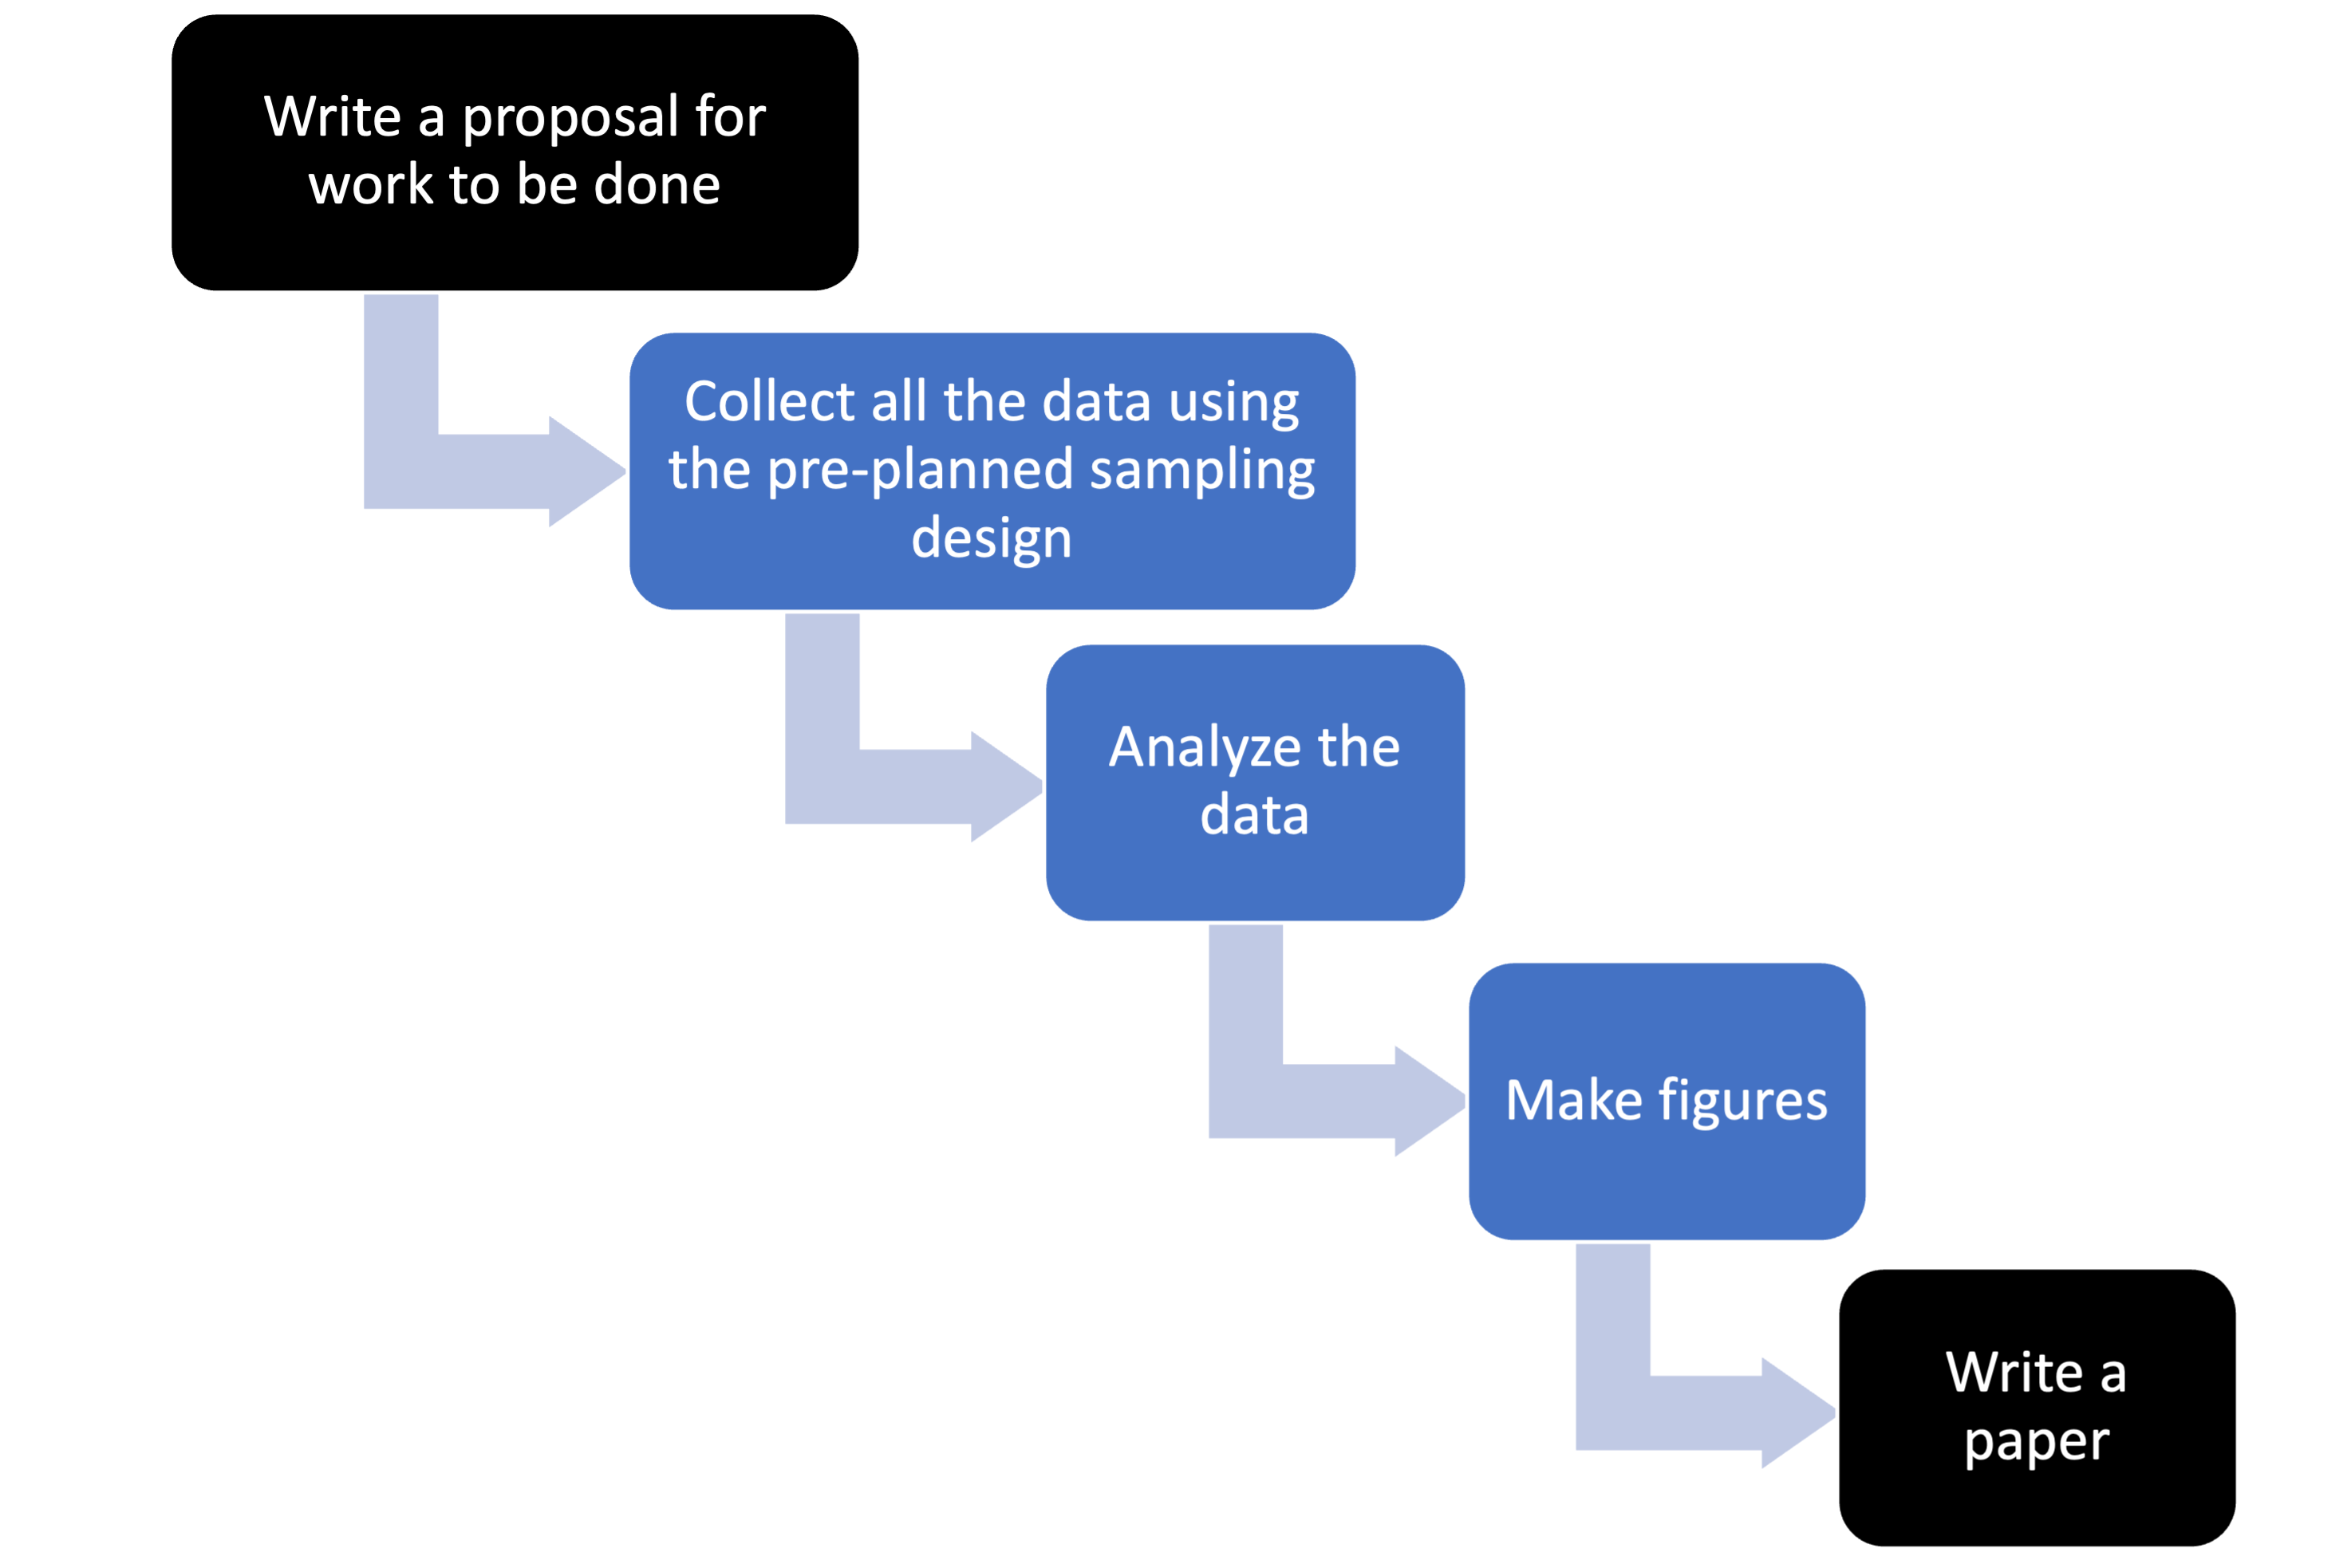 Write a proposal for
work to be done
Collect all the data using
the pre-planned sampling
design
Analyze the
data
Make figures
Write a
paper